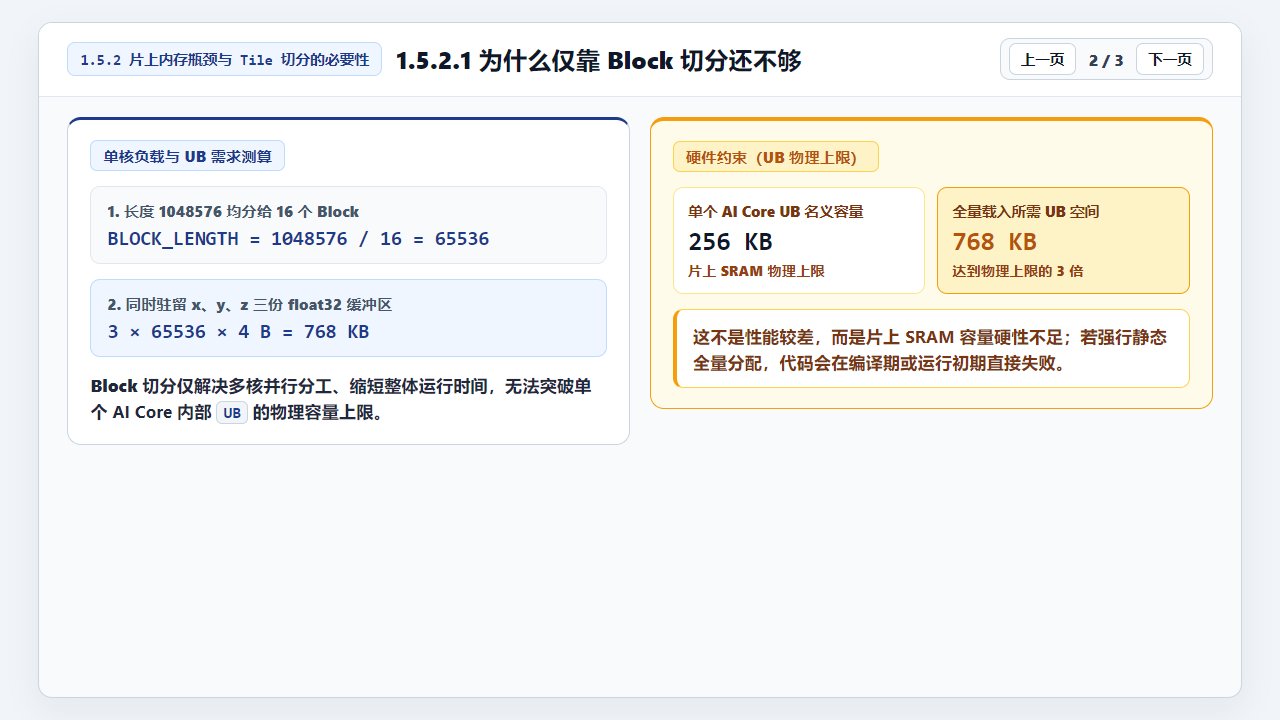 1.5.2 片上内存瓶颈与 Tile 切分的必要性
1.5.2.1 为什么仅靠 Block 切分还不够
上一页
2 / 3
下一页
单核负载与 UB 需求测算
1. 长度 1048576 均分给 16 个 Block
BLOCK_LENGTH = 1048576 / 16 = 65536
2. 同时驻留 x、y、z 三份 float32 缓冲区
3 × 65536 × 4 B = 768 KB
Block 切分仅解决多核并行分工、缩短整体运行时间，无法突破单
个 AI Core 内部 UB 的物理容量上限。
硬件约束（UB 物理上限）
单个 AI Core UB 名义容量
256 KB
片上 SRAM 物理上限
全量载入所需 UB 空间
768 KB
达到物理上限的 3 倍
这不是性能较差，而是片上 SRAM 容量硬性不足；若强行静态
全量分配，代码会在编译期或运行初期直接失败。